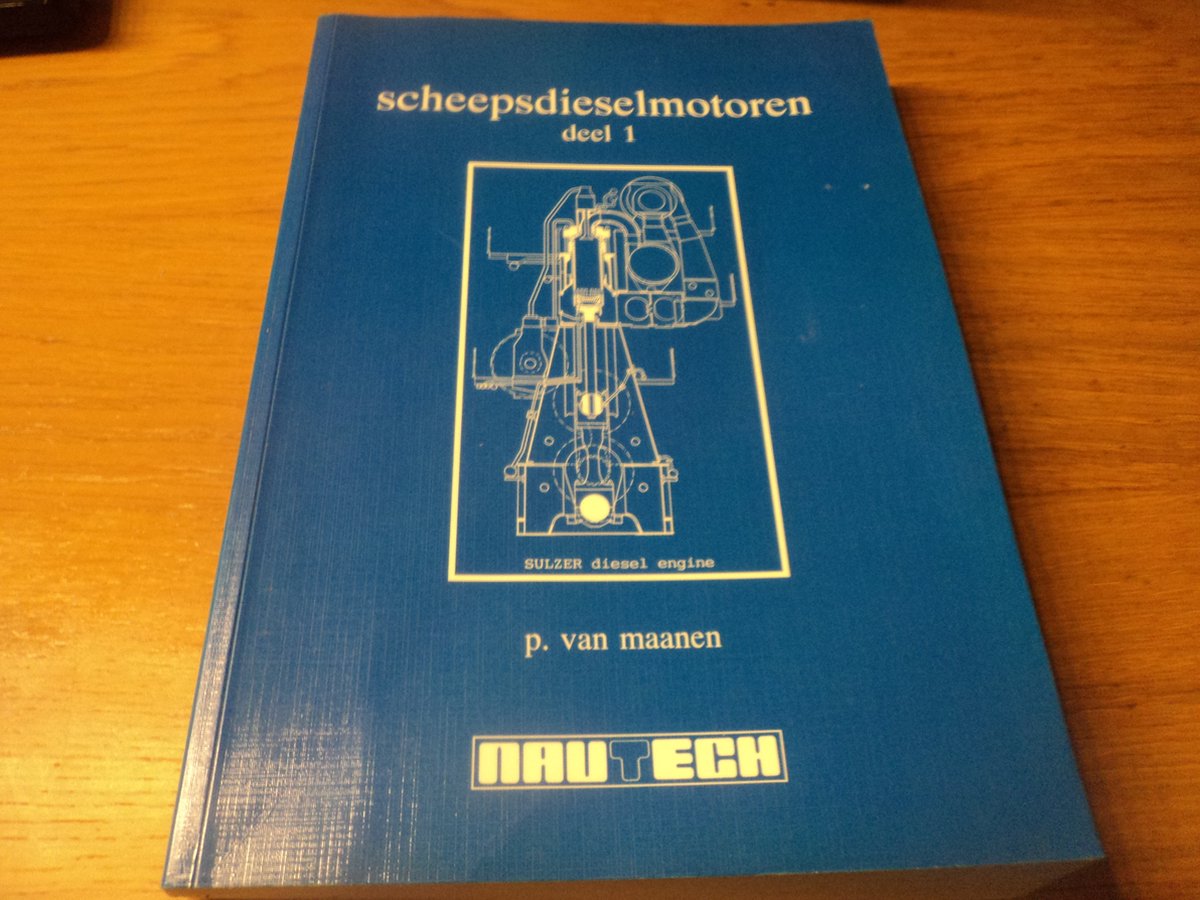 scheepsdieselmotoren
deel 1
SULZER diesel engine
p. van maanen
NAUTECH